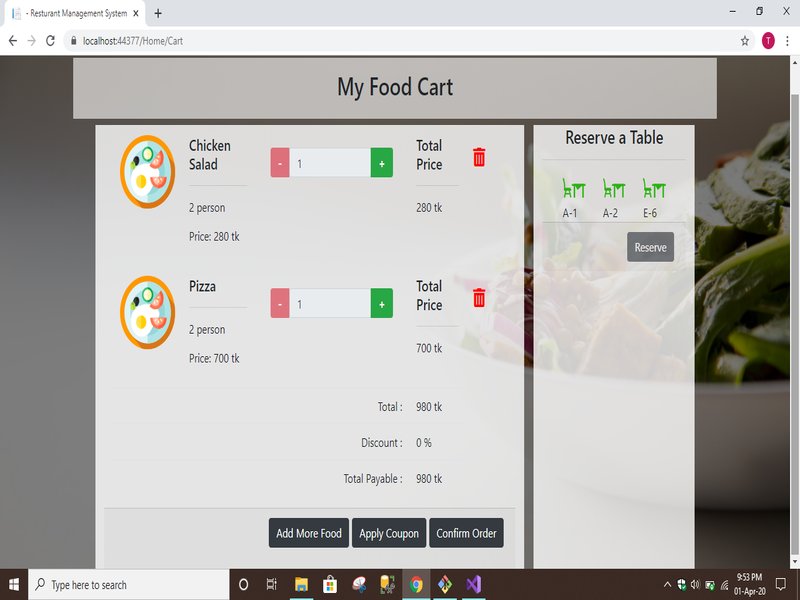 - Resturant Management System
localhost:44377/Home/Cart
T
My Food Cart
Chicken
Salad
- 1 +
Total
Price
2 person
280 tk
Price: 280 tk
Pizza
- 1 +
Total
Price
2 person
700 tk
Price: 700 tk
Total : 980 tk
Discount : 0 %
Total Payable : 980 tk
Add More Food Apply Coupon Confirm Order
Reserve a Table
A-1 A-2 E-6
Reserve
Type here to search
9:53 PM
01-Apr-20